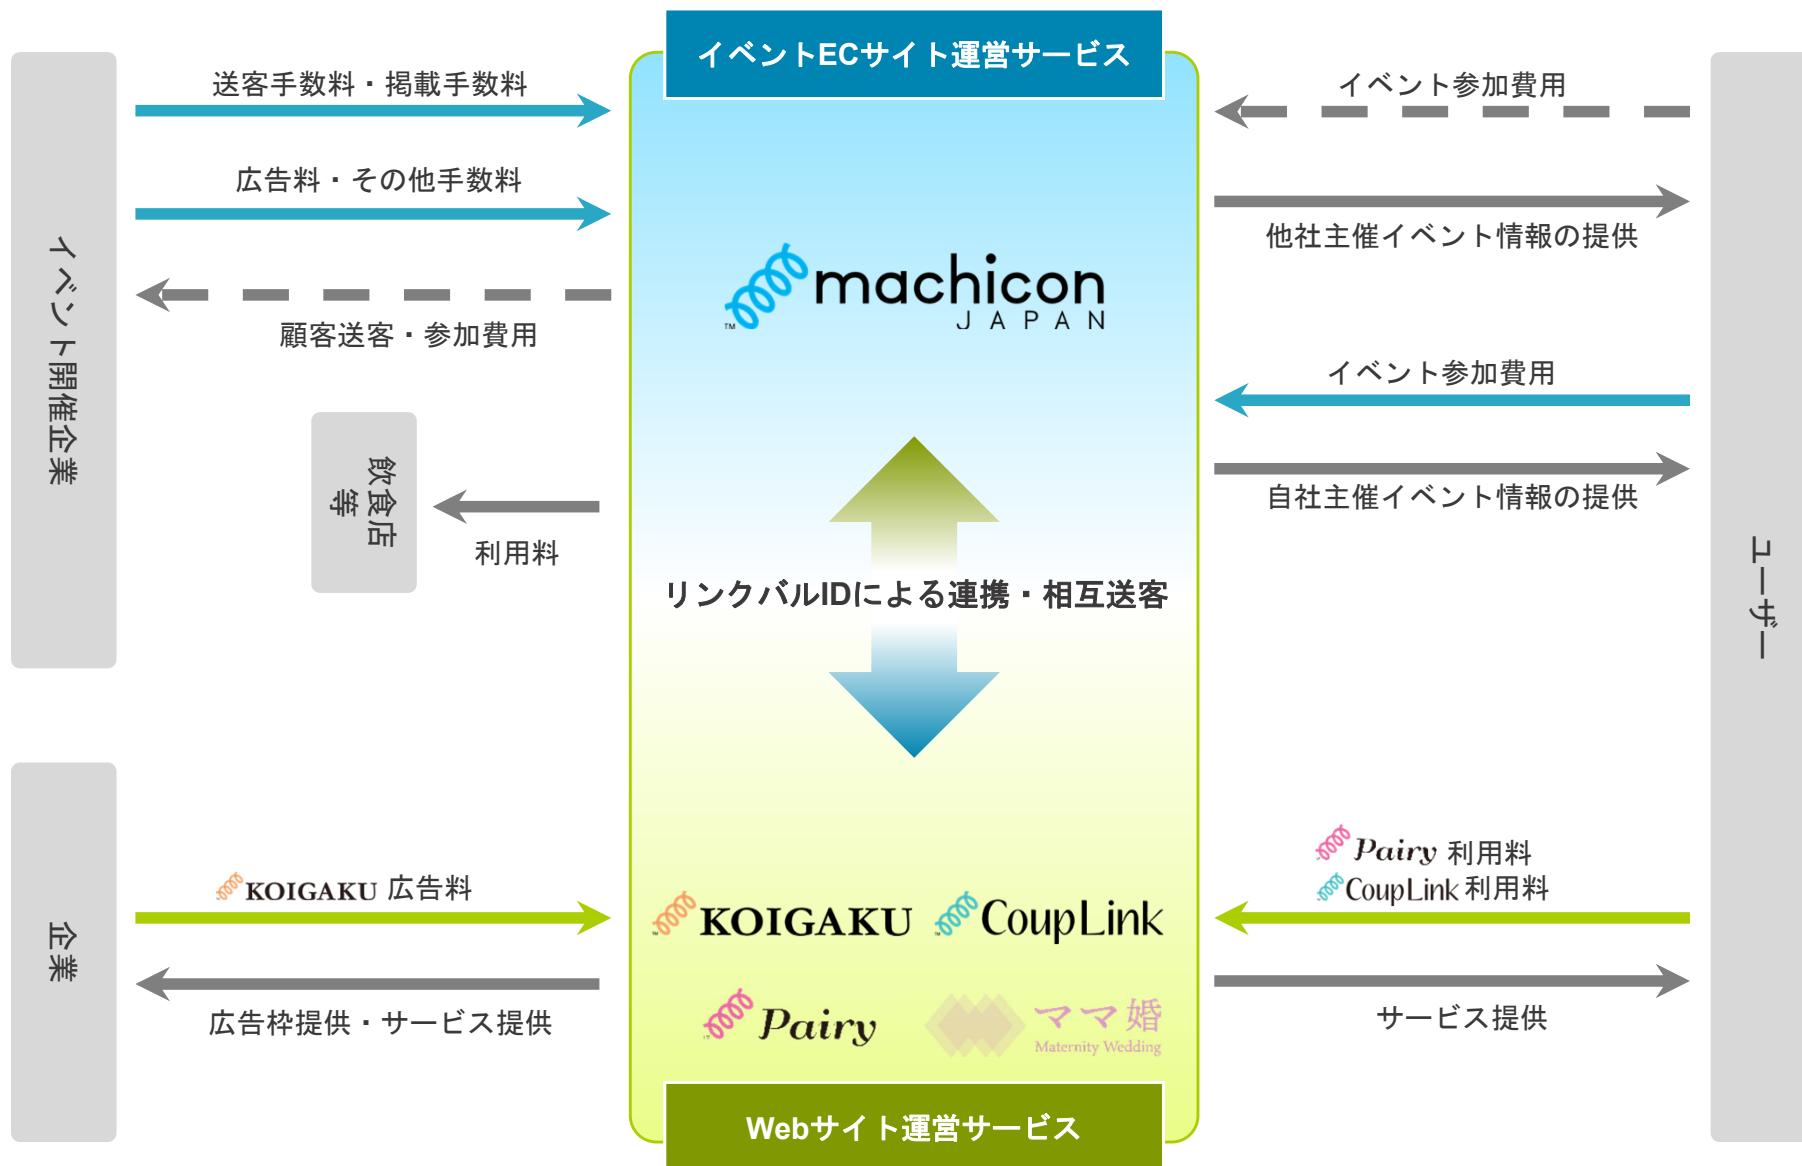 イベントECサイト運営サービス
送客手数料・掲載手数料
広告料・その他手数料
顧客送客・参加費用
イベント開催企業
飲食店
等
利用料
machicon
JAPAN
TM
イベント参加費用
他社主催イベント情報の提供
イベント参加費用
自社主催イベント情報の提供
ユーザー
リンクバルIDによる連携・相互送客
企業
KOIGAKU 広告料
広告枠提供・サービス提供
KOIGAKU
CoupLink
Pairy
ママ婚
Maternity Wedding
Pairy 利用料
CoupLink 利用料
サービス提供
Webサイト運営サービス